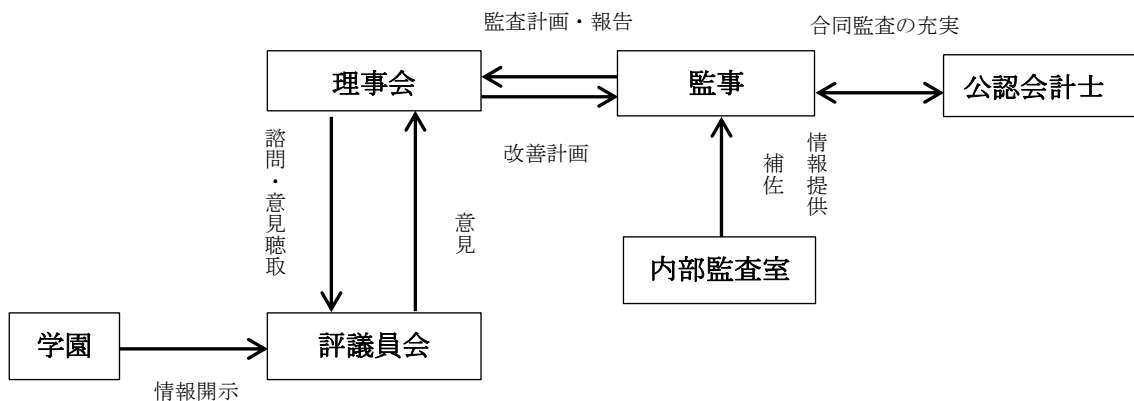 監査計画・報告
合同監査の充実
理事会
監事
公認会計士
諮問・意見聴取
意見
改善計画
補佐
情報提供
内部監査室
学園
評議員会
情報開示